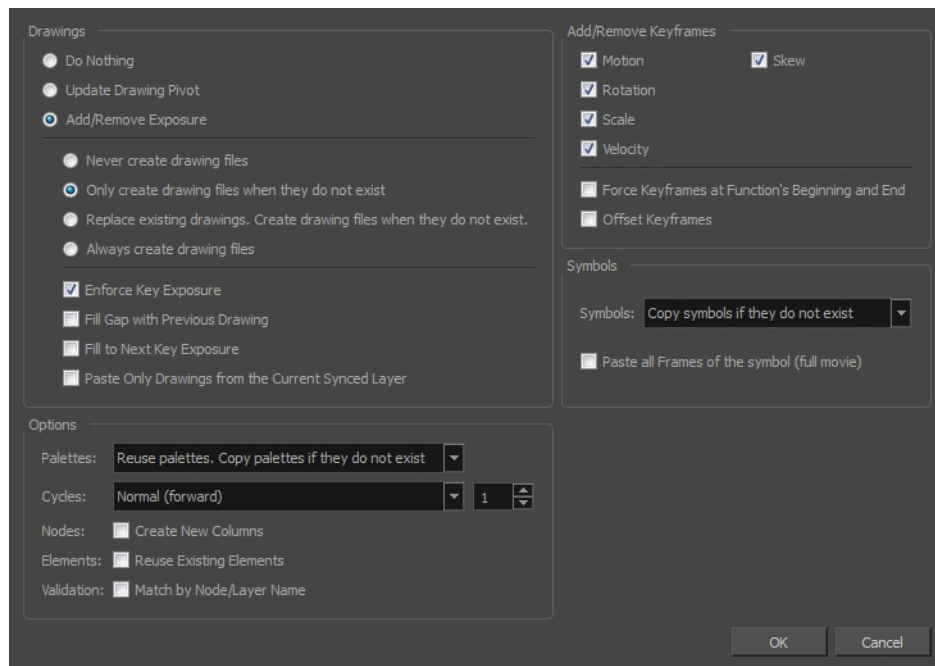 Drawings
Do Nothing
Update Drawing Pivot
Add/Remove Exposure
Never create drawing files
Only create drawing files when they do not exist
Replace existing drawings. Create drawing files when they do not exist.
Always create drawing files
Enforce Key Exposure
Fill Gap with Previous Drawing
Fill to Next Key Exposure
Paste Only Drawings from the Current Synced Layer
Add/Remove Keyframes
Motion Skew
Rotation
Scale
Velocity
Force Keyframes at Function's Beginning and End
Offset Keyframes
Symbols
Symbols: Copy symbols if they do not exist
Paste all Frames of the symbol (full movie)
Options
Palettes: Reuse palettes. Copy palettes if they do not exist
Cycles: Normal (forward) 1
Nodes: Create New Columns
Elements: Reuse Existing Elements
Validation: Match by Node/Layer Name
OK Cancel